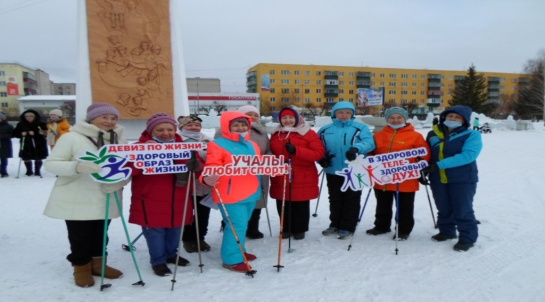 ДЕВИЗ ПО ЖИЗНИ
ЗДОРОВЫЙ
ОБРАЗ
ЖИЗНИ!
УЧАЛЫ
ЛЮБИТ СПОРТ!
В ЗДОРОВОМ
ТЕЛЕ
ЗДОРОВЫЙ
ДУХ!